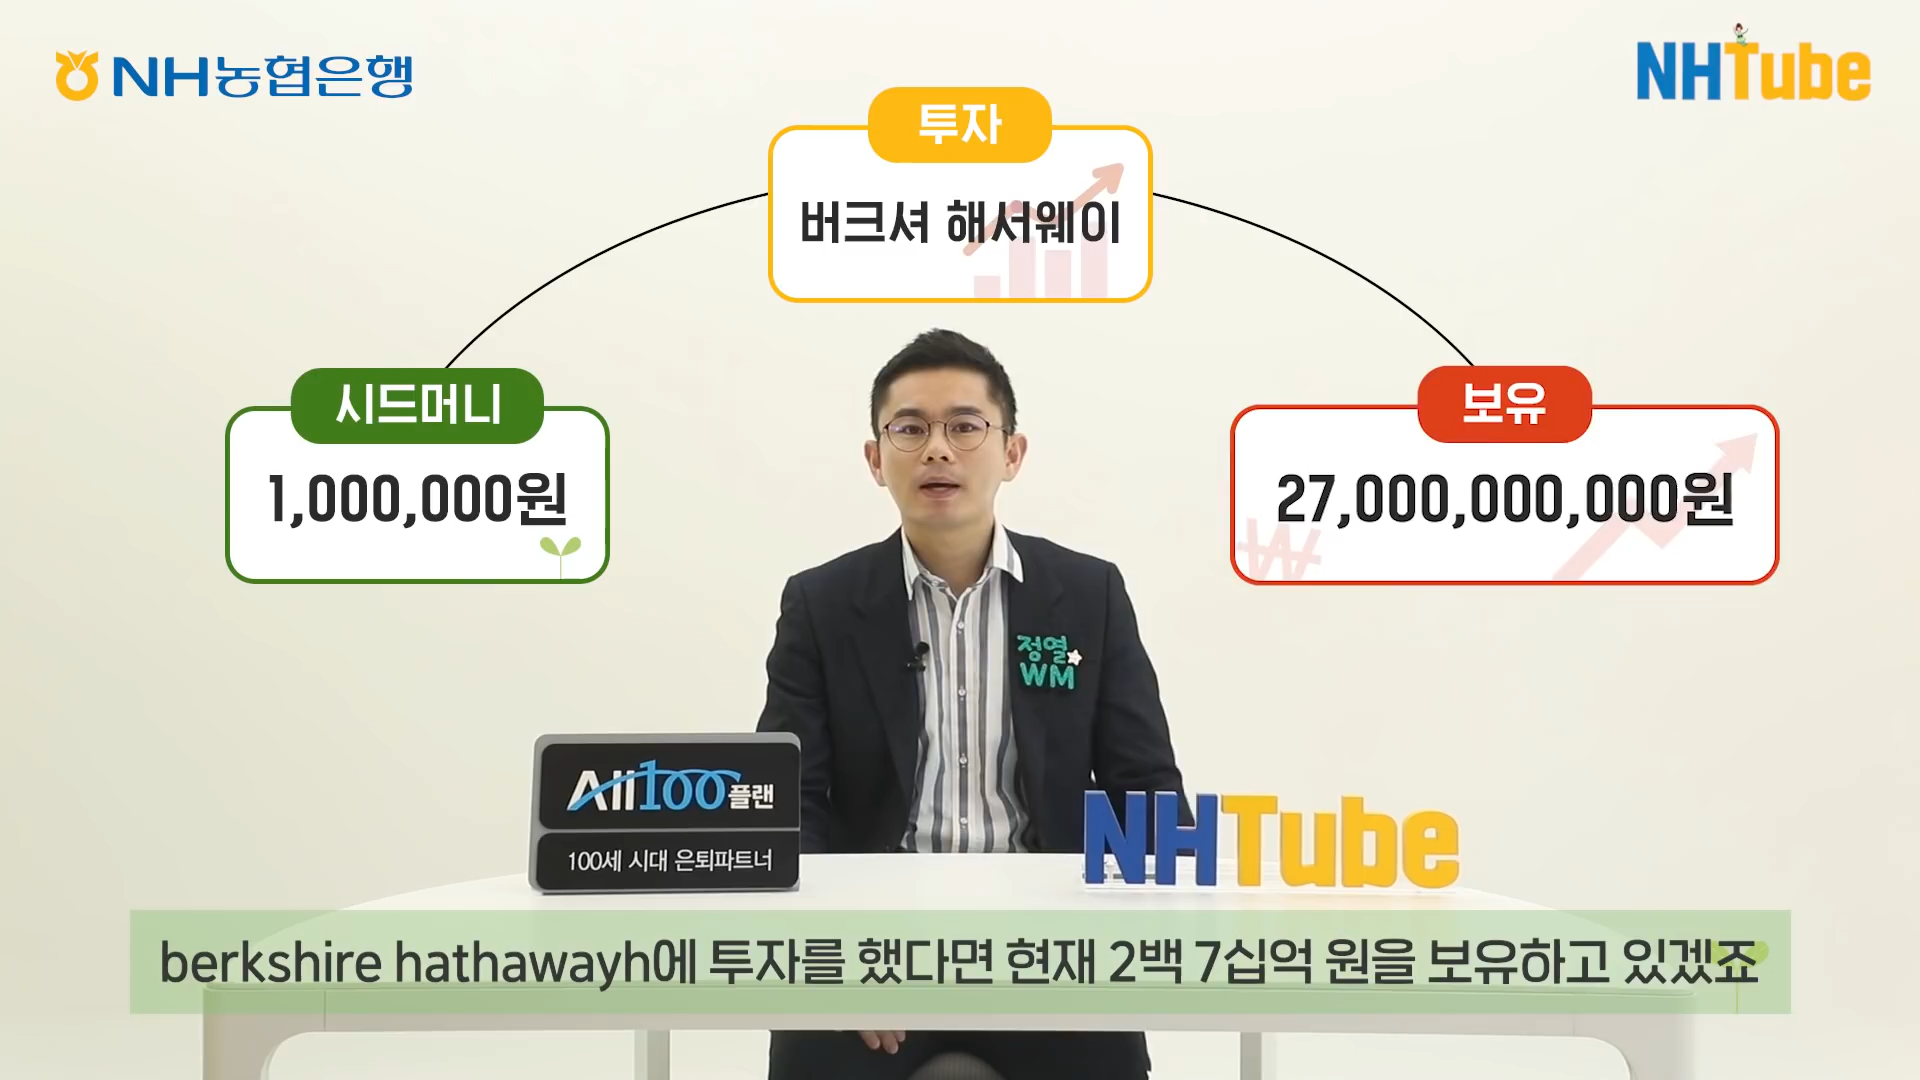 NH농협은행
NHTube
투자
버크셔 해서웨이
시드머니
1,000,000원
보유
27,000,000,000원
정열
WM
All100플랜
100세 시대 은퇴파트너
NHTube
berkshire hathawayh에 투자를 했다면 현재 2백 7십억 원을 보유하고 있겠죠